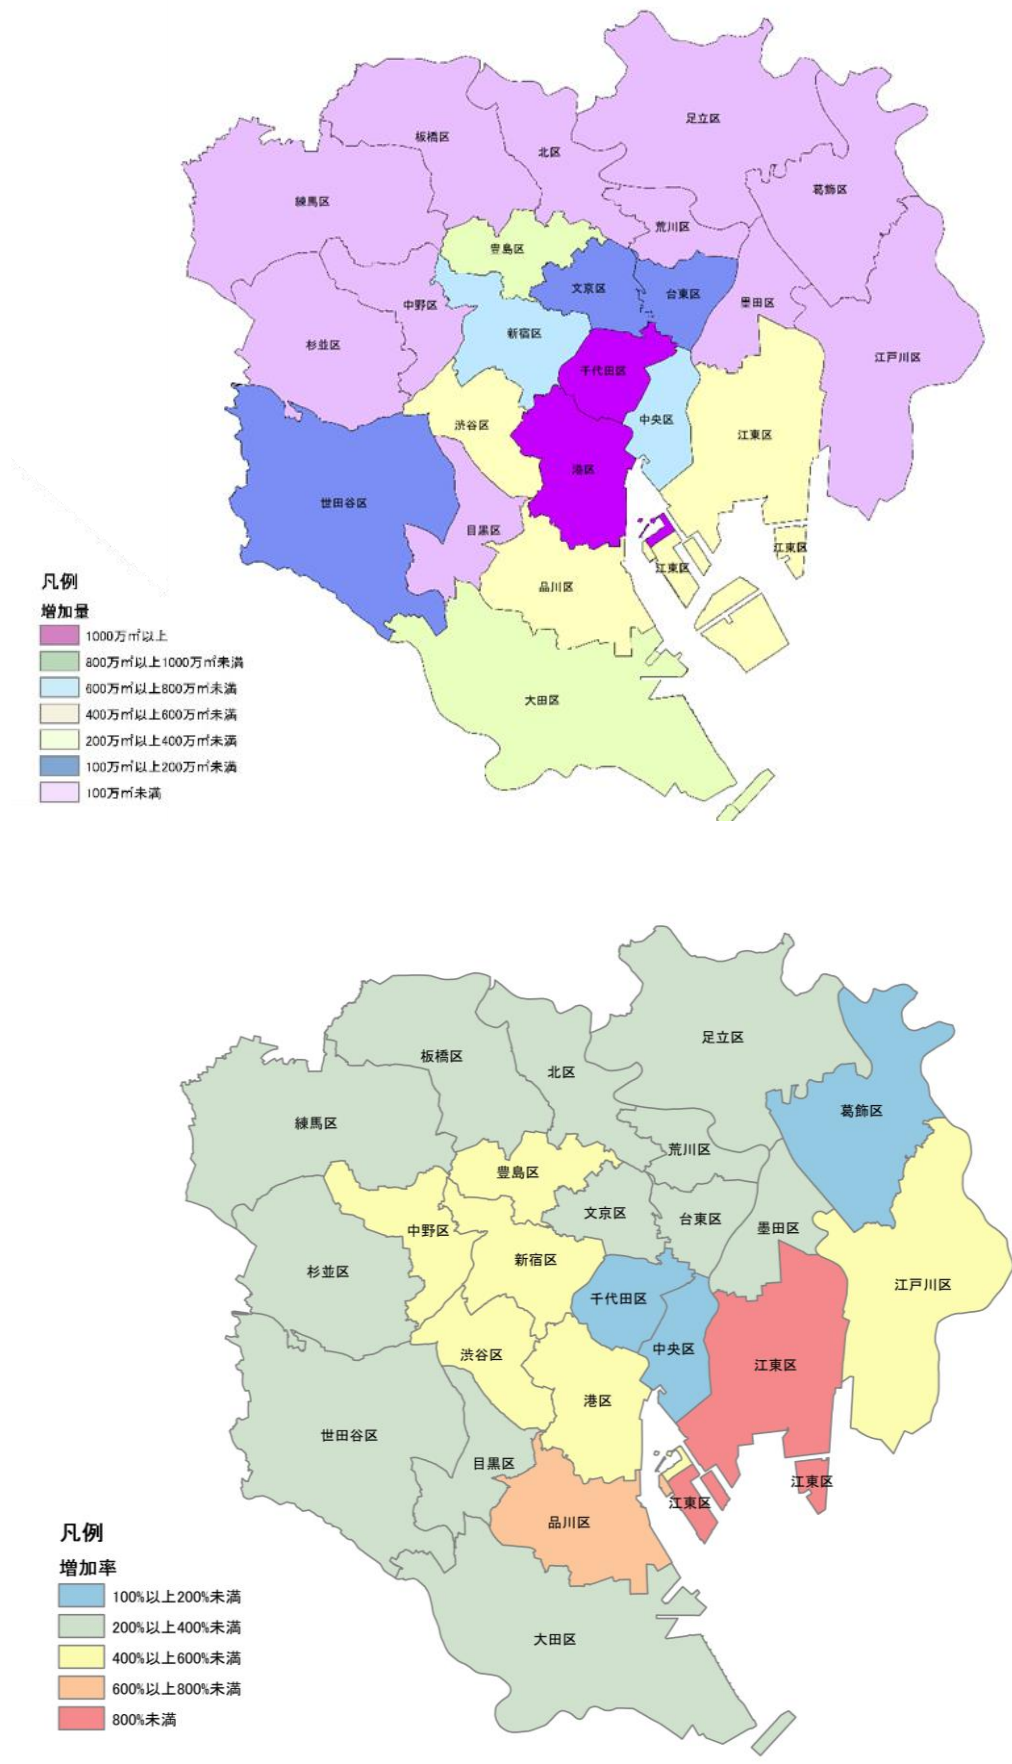 足立区
板橋区
北区
葛飾区
練馬区
荒川区
豊島区
文京区
台東区
墨田区
中野区
新宿区
杉並区
江戸川区
千代田区
渋谷区
中央区
江東区
港区
世田谷区
目黒区
江東区
江東区
品川区
大田区
凡例
増加量
1000万㎡以上
800万㎡以上1000万㎡未満
600万㎡以上800万㎡未満
400万㎡以上600万㎡未満
200万㎡以上400万㎡未満
100万㎡以上200万㎡未満
100万㎡未満
足立区
板橋区
北区
葛飾区
練馬区
荒川区
豊島区
文京区
台東区
墨田区
中野区
新宿区
杉並区
江戸川区
千代田区
中央区
渋谷区
江東区
港区
世田谷区
目黒区
江東区
江東区
品川区
大田区
凡例
増加率
100%以上200%未満
200%以上400%未満
400%以上600%未満
600%以上800%未満
800%未満